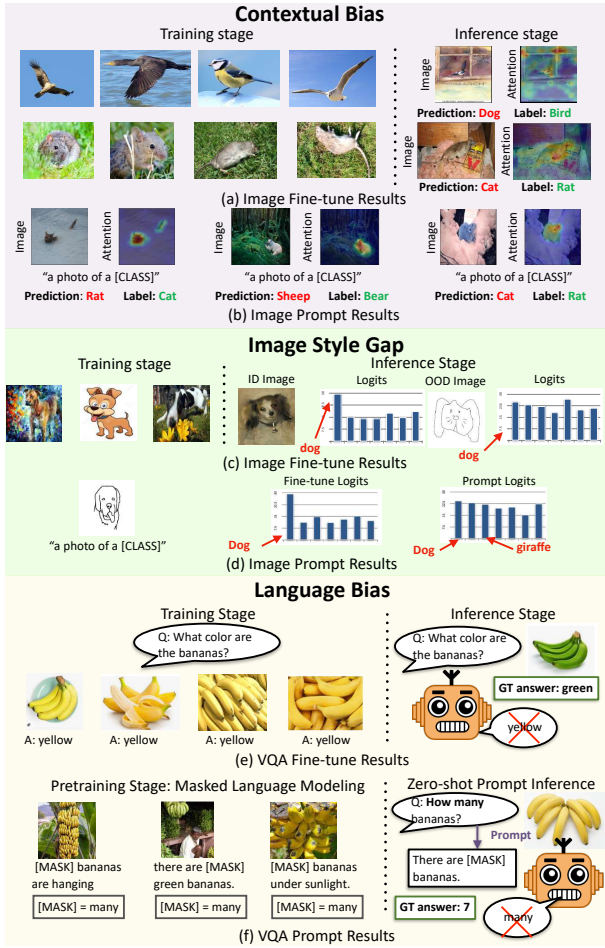 Contextual Bias
Training stage
Inference stage
Image
Attention
Prediction: Dog
Label: Bird
Image
Attention
Prediction: Cat
Label: Rat
(a) Image Fine-tune Results
Image
Attention
Image
Attention
Image
Attention
"a photo of a [CLASS]"
"a photo of a [CLASS]"
"a photo of a [CLASS]"
Prediction: Rat
Label: Cat
Prediction: Sheep
Label: Bear
Prediction: Cat
Label: Rat
(b) Image Prompt Results
Image Style Gap
Training stage
Inference Stage
ID Image
Logits
OOD Image
Logits
dog
dog
(c) Image Fine-tune Results
Fine-tune Logits
Prompt Logits
"a photo of a [CLASS]"
Dog
Dog
giraffe
(d) Image Prompt Results
Language Bias
Training Stage
Inference Stage
Q: What color are
the bananas?
Q: What color are
the bananas?
GT answer: green
yellow
A: yellow
A: yellow
A: yellow
A: yellow
(e) VQA Fine-tune Results
Pretraining Stage: Masked Language Modeling
Zero-shot Prompt Inference
Q: How many
bananas?
Prompt
[MASK] bananas
are hanging
there are [MASK]
green bananas.
[MASK] bananas
under sunlight.
There are [MASK]
bananas.
[MASK] = many
[MASK] = many
[MASK] = many
GT answer: 7
many
(f) VQA Prompt Results